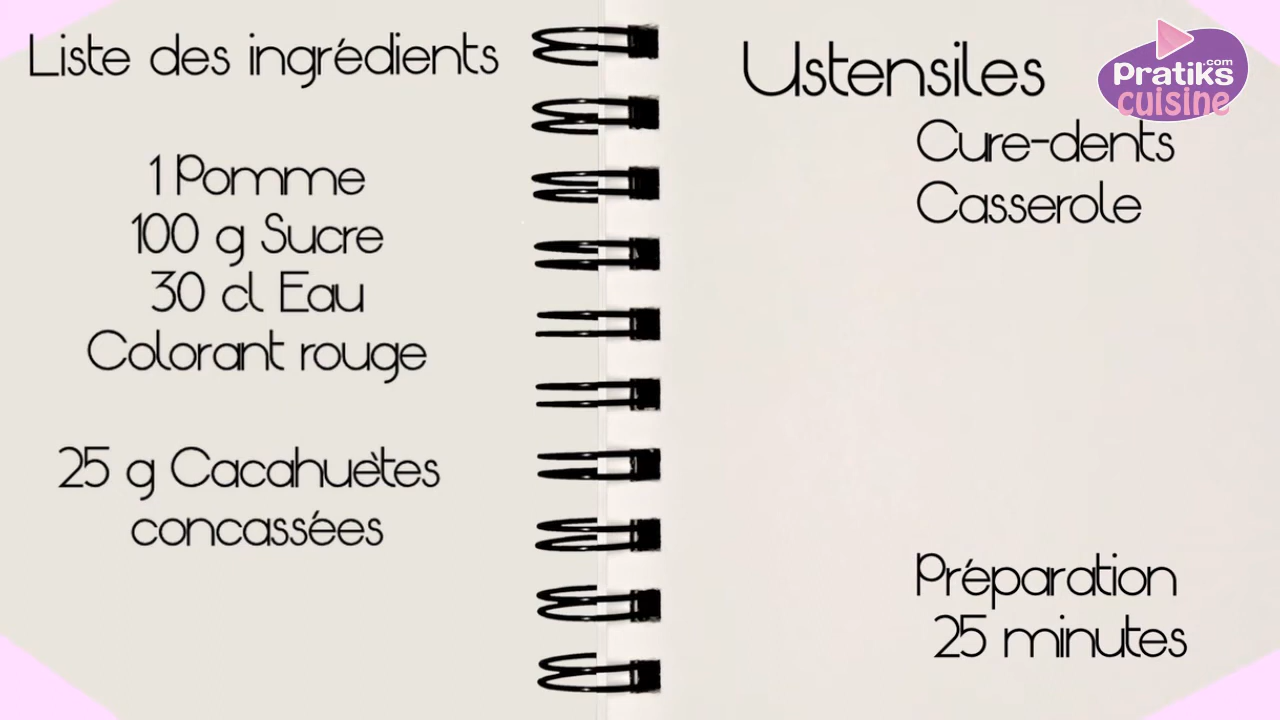 Liste des ingrédients
1 Pomme
100 g Sucre
30 cl Eau
Colorant rouge
25 g Cacahuètes
concassées
Ustensiles
Cure-dents
Casserole
Préparation
25 minutes
Pratiks.com
cuisine